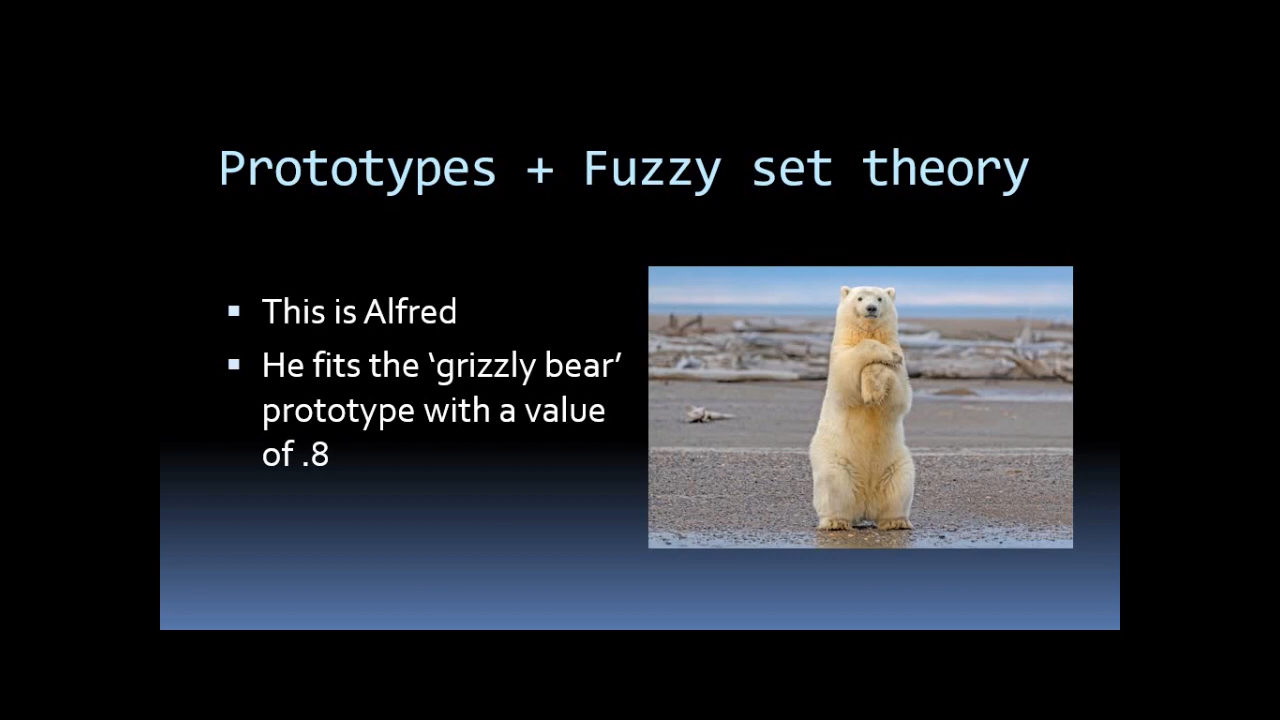 Prototypes + Fuzzy set theory
▪ This is Alfred
▪ He fits the ‘grizzly bear’
prototype with a value
of .8